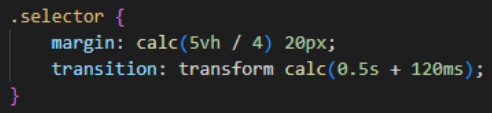 .selector {
    margin: calc(5vh / 4) 20px;
    transition: transform calc(0.5s + 120ms);
}